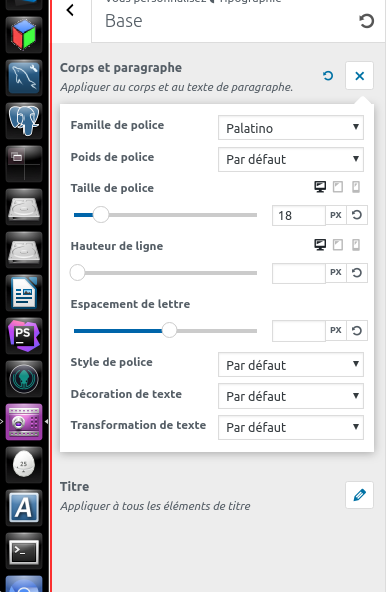 Vous personnalisez ◂ Typographie
Base
Corps et paragraphe
Appliquer au corps et au texte de paragraphe.
Famille de police Palatino
Poids de police Par défaut
Taille de police
18 PX
Hauteur de ligne
PX
Espacement de lettre
PX
Style de police Par défaut
Décoration de texte Par défaut
Transformation de texte Par défaut
Titre
Appliquer à tous les éléments de titre
PS
25
A
>_